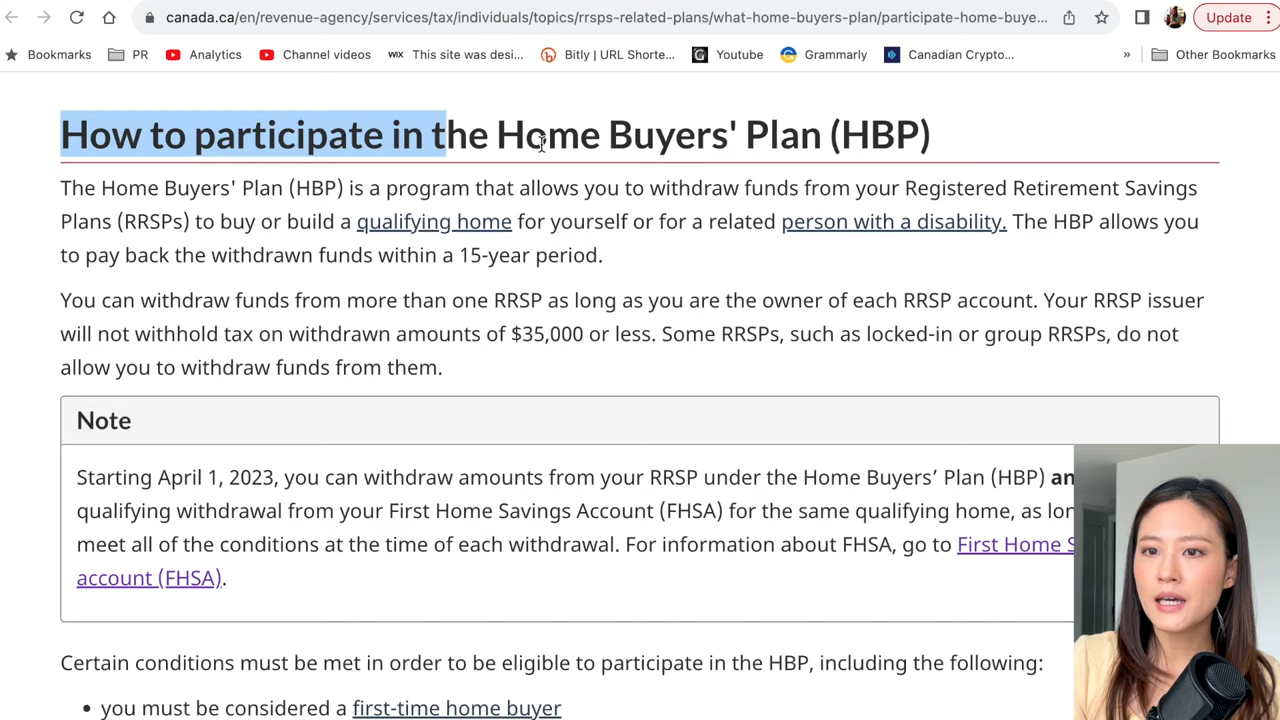 canada.ca/en/revenue-agency/services/tax/individuals/topics/rrsps-related-plans/what-home-buyers-plan/participate-home-buye...
Update
Bookmarks PR Analytics Channel videos WIX This site was desi... Bitly | URL Shorte... Youtube Grammarly Canadian Crypto... » Other Bookmarks
How to participate in the Home Buyers' Plan (HBP)
The Home Buyers' Plan (HBP) is a program that allows you to withdraw funds from your Registered Retirement Savings
Plans (RRSPs) to buy or build a qualifying home for yourself or for a related person with a disability. The HBP allows you
to pay back the withdrawn funds within a 15-year period.
You can withdraw funds from more than one RRSP as long as you are the owner of each RRSP account. Your RRSP issuer
will not withhold tax on withdrawn amounts of $35,000 or less. Some RRSPs, such as locked-in or group RRSPs, do not
allow you to withdraw funds from them.
Note
Starting April 1, 2023, you can withdraw amounts from your RRSP under the Home Buyers’ Plan (HBP) an
qualifying withdrawal from your First Home Savings Account (FHSA) for the same qualifying home, as lon
meet all of the conditions at the time of each withdrawal. For information about FHSA, go to First Home S
account (FHSA).
Certain conditions must be met in order to be eligible to participate in the HBP, including the following:
• you must be considered a first-time home buyer